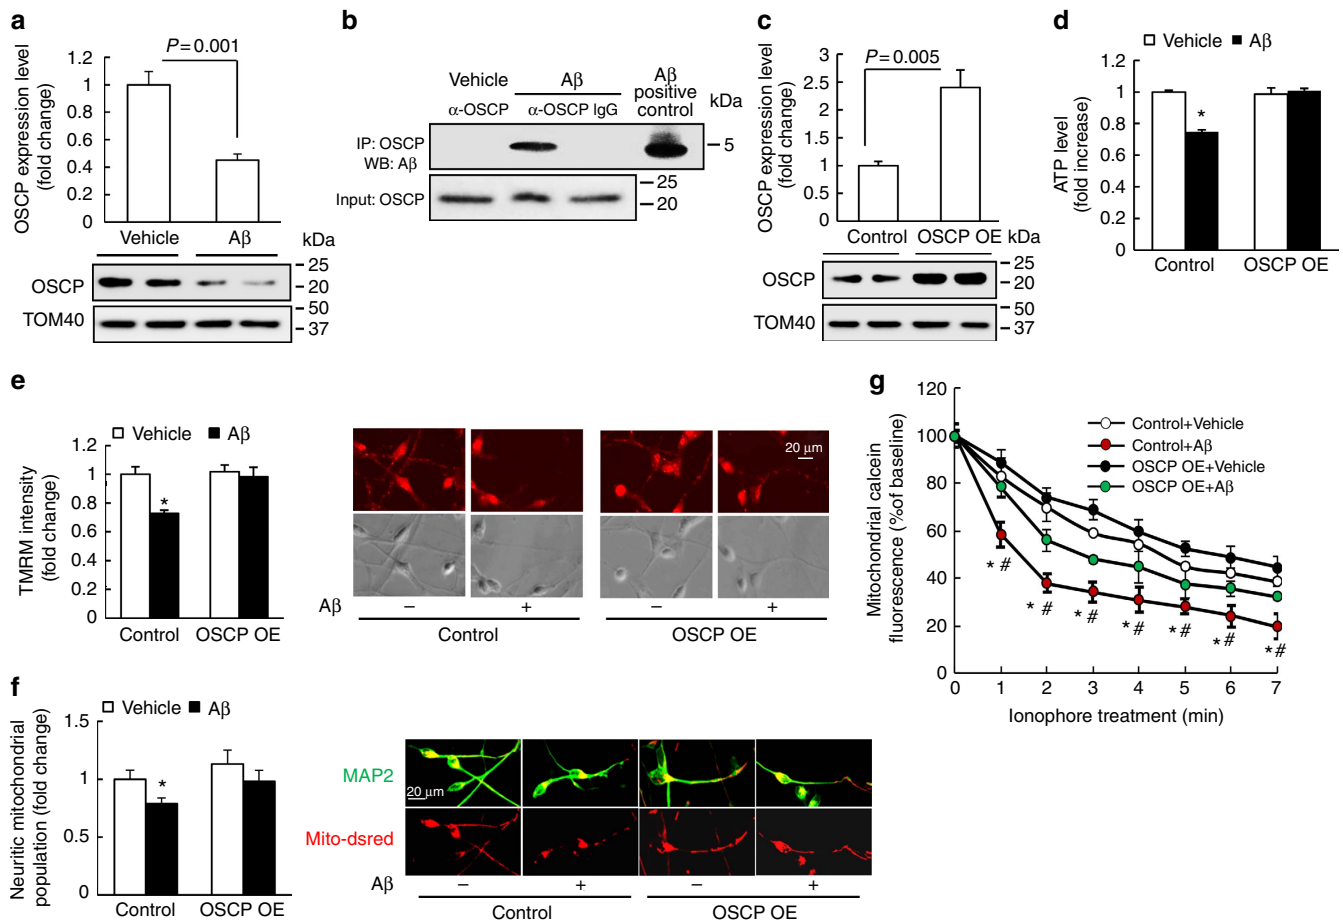 a
OSCP expression level
(fold change)
1.2
1
0.8
0.6
0.4
0.2
0
P = 0.001
Vehicle
Aβ
kDa
OSCP
25
20
TOM40
50
37
b
Vehicle
Aβ
Aβ
positive
control
kDa
α-OSCP
α-OSCP IgG
IP: OSCP
WB: Aβ
5
Input: OSCP
25
20
c
OSCP expression level
(fold change)
3
2.5
2
1.5
1
0.5
0
P = 0.005
Control
OSCP OE
kDa
OSCP
25
20
TOM40
50
37
d
Vehicle
Aβ
ATP level
(fold increase)
1.2
1
0.8
0.6
0.4
0.2
0
*
Control
OSCP OE
e
Vehicle
Aβ
TMRM intensity
(fold change)
1.2
1
0.8
0.6
0.4
0.2
0
*
Control
OSCP OE
20 μm
Aβ
–
+
–
+
Control
OSCP OE
f
Vehicle
Aβ
Neuritic mitochondrial
population (fold change)
1.5
1
0.5
0
*
Control
OSCP OE
MAP2
20 μm
Mito-dsred
Aβ
–
+
–
+
Control
OSCP OE
g
Mitochondrial calcein
fluorescence (%of baseline)
120
100
80
60
40
20
0
Control+Vehicle
Control+Aβ
OSCP OE+Vehicle
OSCP OE+Aβ
* #
* #
* #
* #
* #
* #
* #
0 1 2 3 4 5 6 7
Ionophore treatment (min)